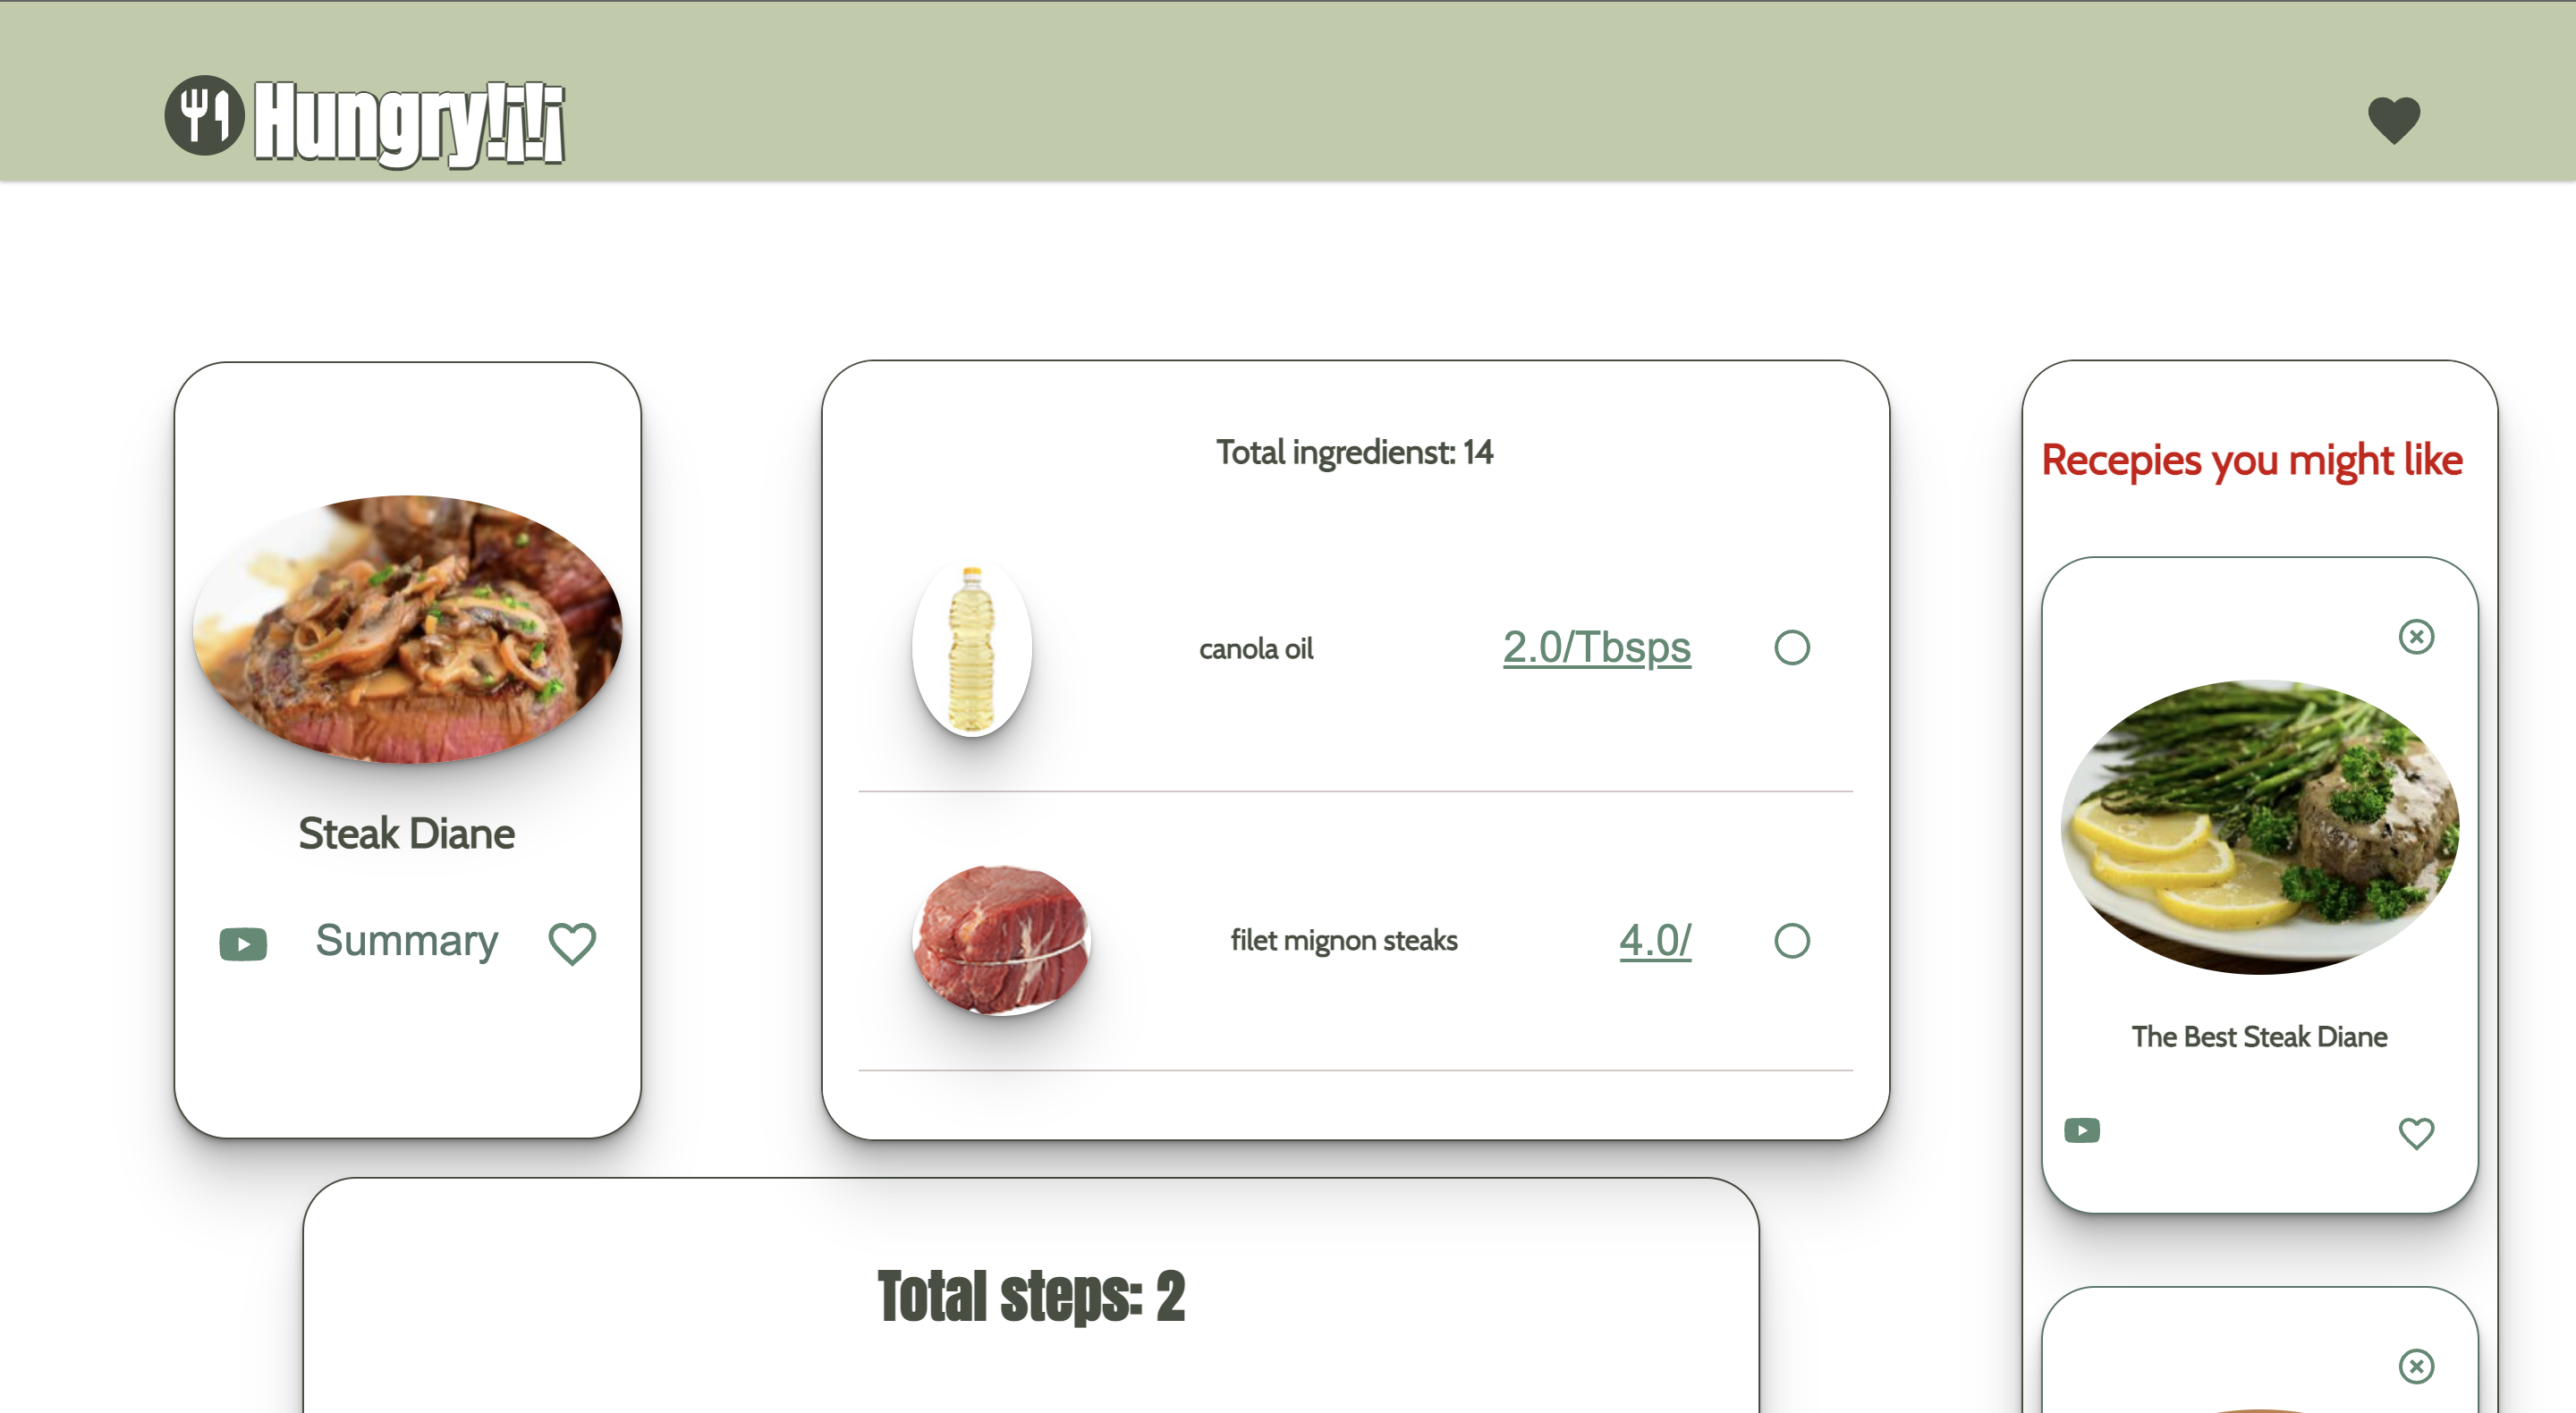 Hungry!¡!¡
Steak Diane
Summary
Total ingredienst: 14
canola oil 2.0/Tbsps
filet mignon steaks 4.0/
Recepies you might like
The Best Steak Diane
Total steps: 2